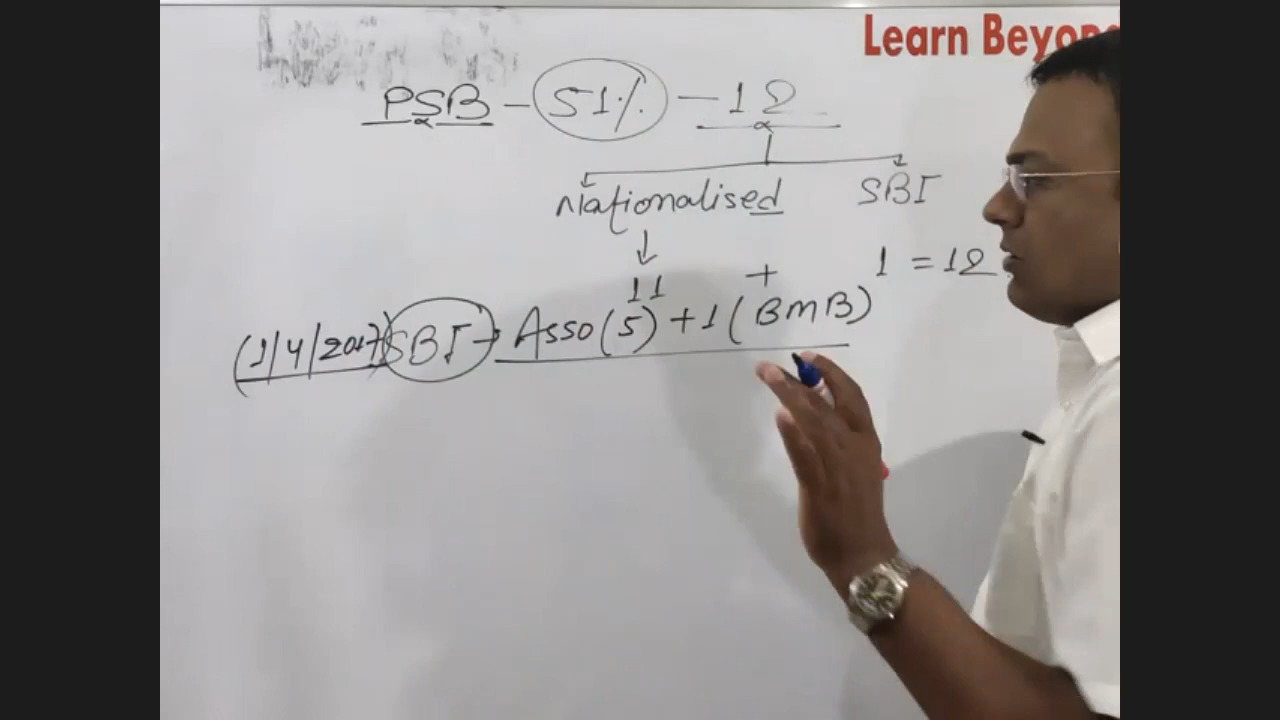 Learn Beyon
PSB - 51% - 12
Nationalised SBI
11 + 1 = 12
(1/4/2017) SBI → Asso (5) + 1 (BMB)